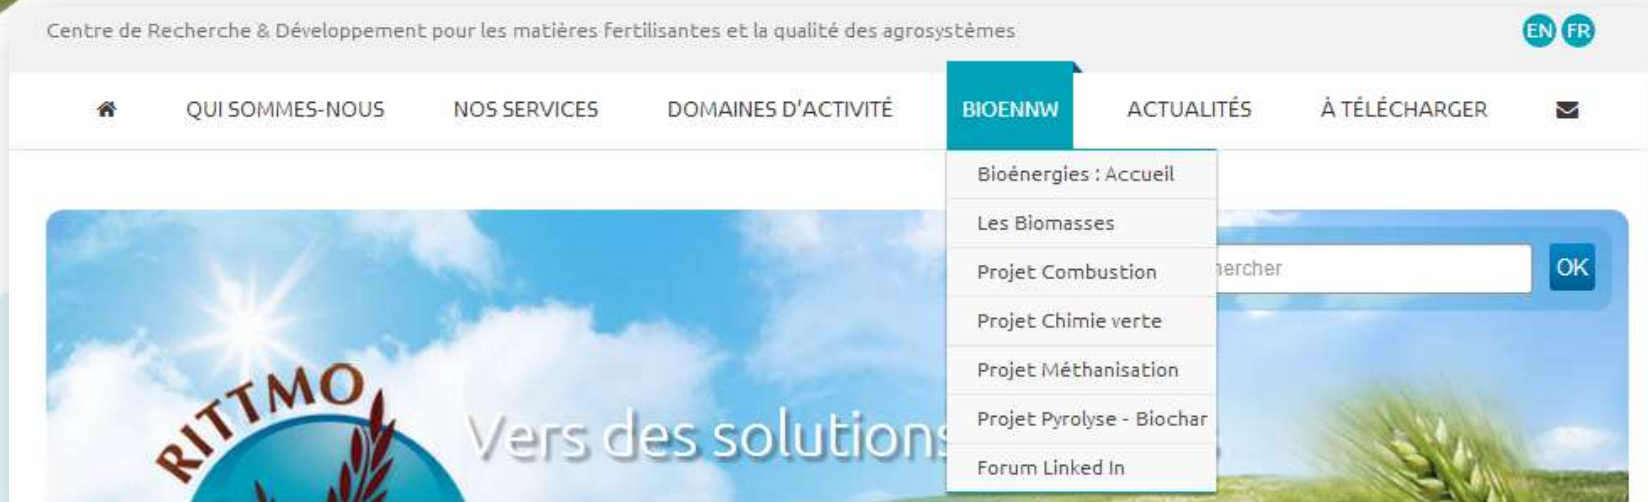 Centre de Recherche & Développement pour les matières fertilisantes et la qualité des agrosystèmes
EN FR
QUI SOMMES-NOUS NOS SERVICES DOMAINES D'ACTIVITÉ BIOENNW ACTUALITÉS À TÉLÉCHARGER
Bioénergies : Accueil
Les Biomasses
Projet Combustion
hercher OK
Projet Chimie verte
Projet Méthanisation
Projet Pyrolyse - Biochar
Forum Linked In
RITTMO
Vers des solutions